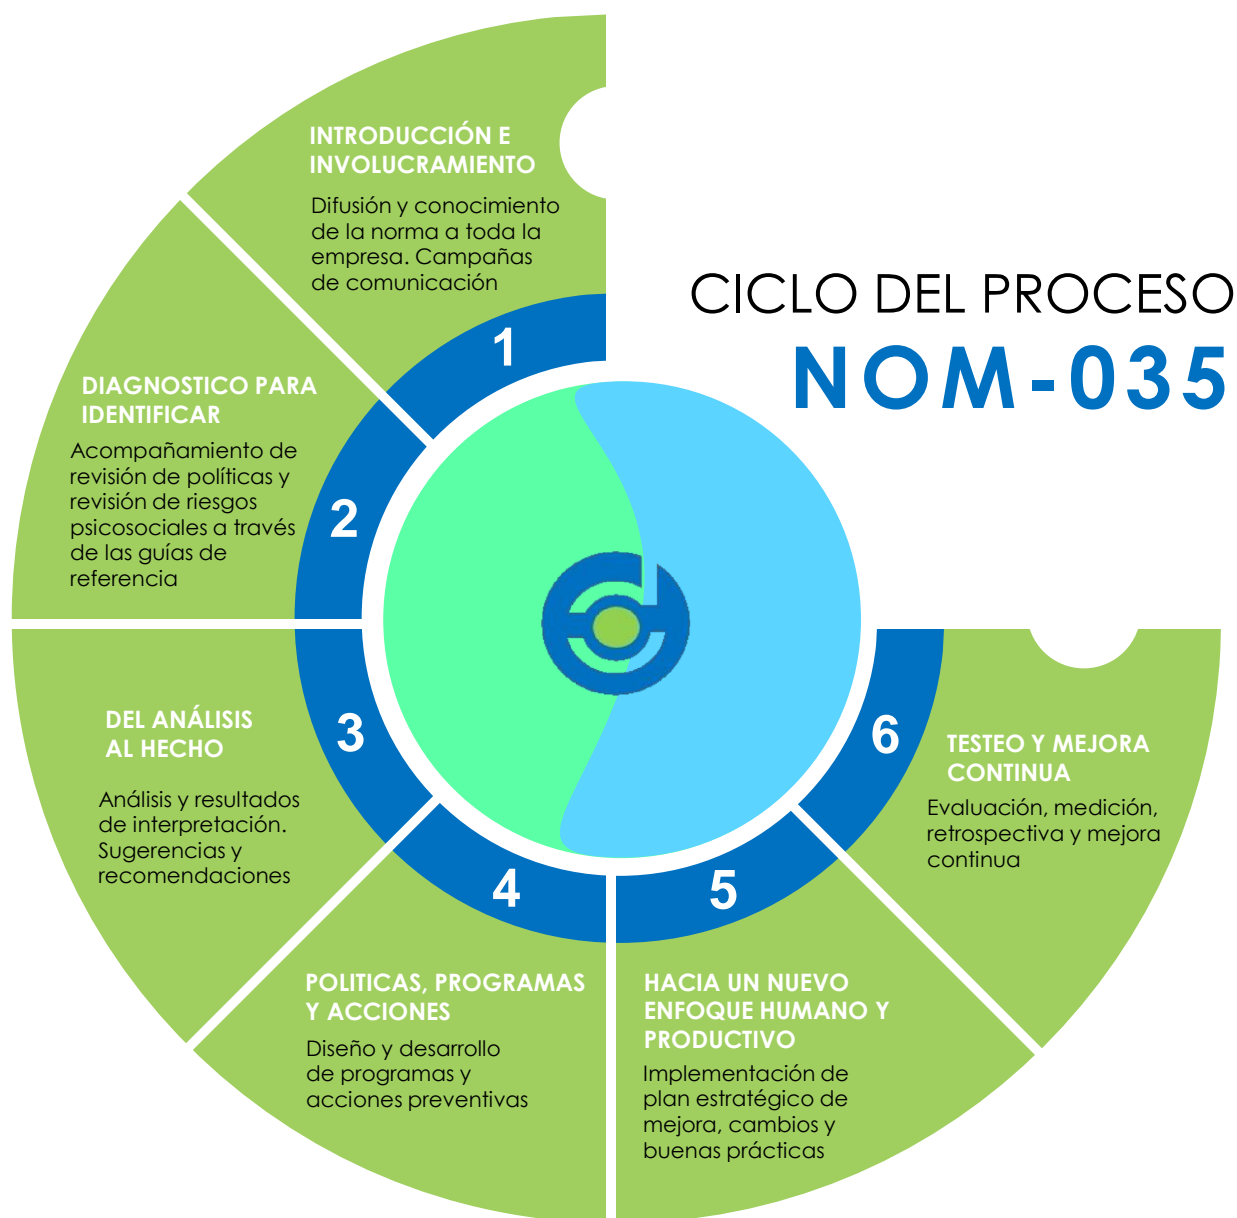 CICLO DEL PROCESO
NOM-035
INTRODUCCIÓN E
INVOLUCRAMIENTO
Difusión y conocimiento
de la norma a toda la
empresa. Campañas
de comunicación
1
DIAGNOSTICO PARA
IDENTIFICAR
Acompañamiento de
revisión de políticas y
revisión de riesgos
psicosociales a través
de las guías de
referencia
2
DEL ANÁLISIS
AL HECHO
Análisis y resultados
de interpretación.
Sugerencias y
recomendaciones
3
POLITICAS, PROGRAMAS
Y ACCIONES
Diseño y desarrollo
de programas y
acciones preventivas
4
HACIA UN NUEVO
ENFOQUE HUMANO Y
PRODUCTIVO
Implementación de
plan estratégico de
mejora, cambios y
buenas prácticas
5
TESTEO Y MEJORA
CONTINUA
Evaluación, medición,
retrospectiva y mejora
continua
6